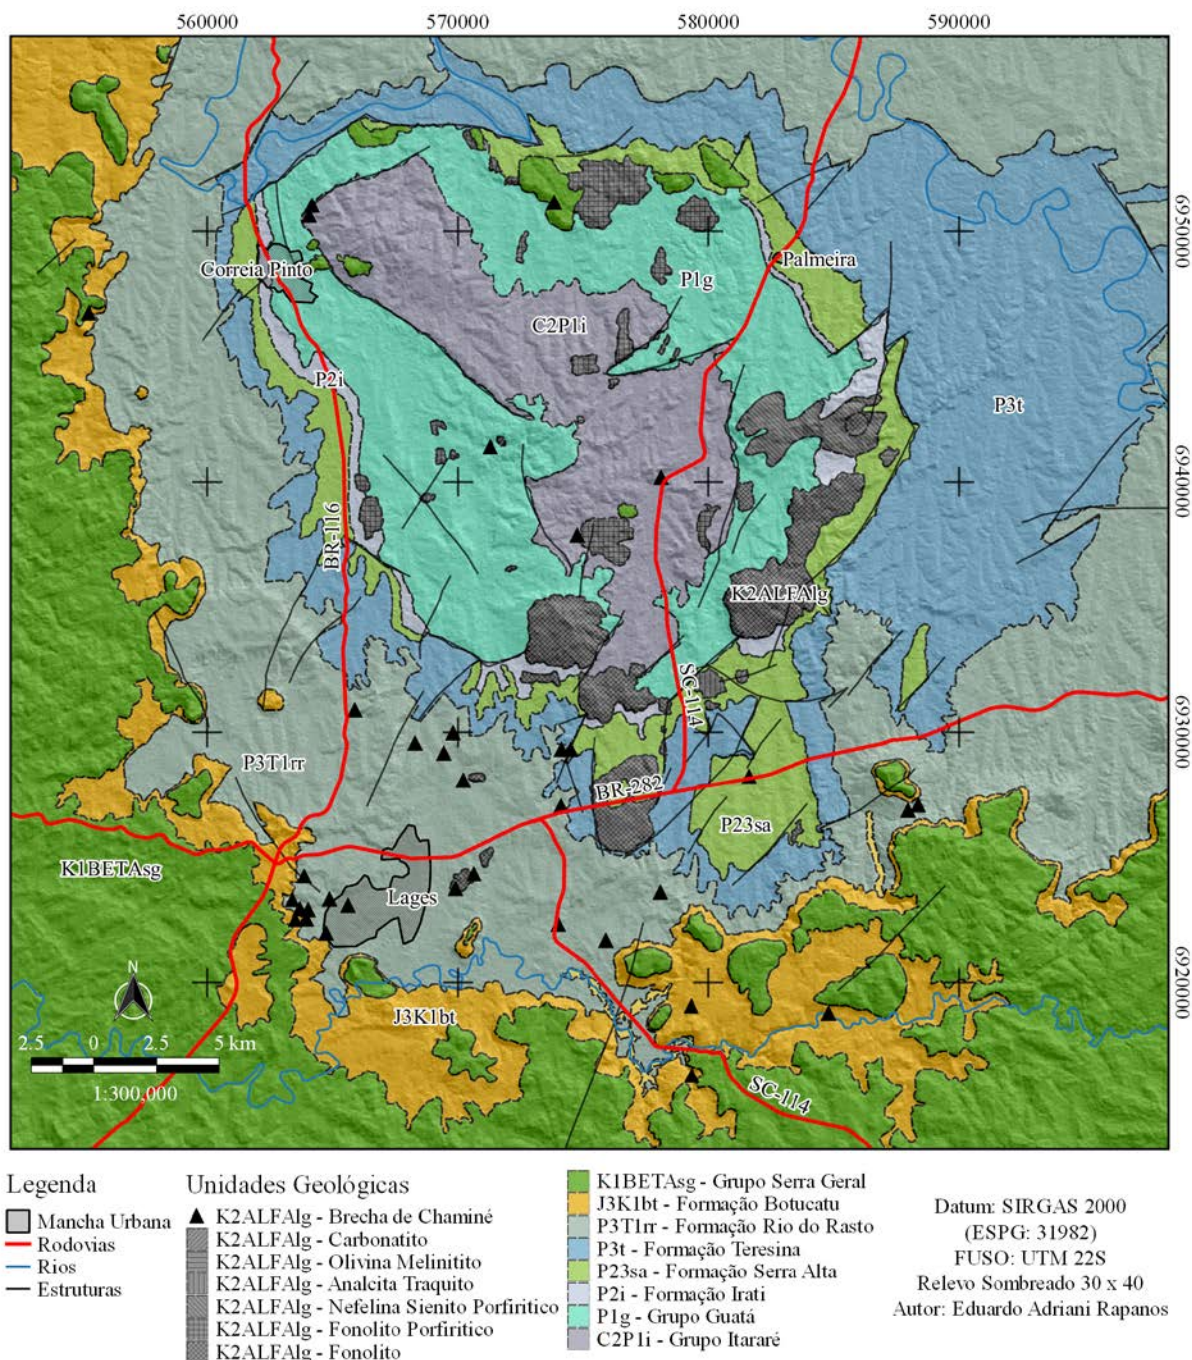 560000 570000 580000 590000
6950000
6940000
6930000
6920000
Correia Pinto
Palmeira
P1g
C2P1i
P2i
P3t
BR-116
K2ALFAlg
SC-114
P3T1rr
BR-282
P23sa
K1BETAsg
Lages
N
J3K1bt
2.5 0 2.5 5 km
1:300,000
SC-114
Legenda
Mancha Urbana
Rodovias
Rios
Estruturas
Unidades Geológicas
K2ALFAlg - Brecha de Chaminé
K2ALFAlg - Carbonatito
K2ALFAlg - Olivina Melinitito
K2ALFAlg - Analcita Traquito
K2ALFAlg - Nefelina Sienito Porfirítico
K2ALFAlg - Fonolito Porfirítico
K2ALFAlg - Fonolito
K1BETAsg - Grupo Serra Geral
J3K1bt - Formação Botucatu
P3T1rr - Formação Rio do Rasto
P3t - Formação Teresina
P23sa - Formação Serra Alta
P2i - Formação Irati
P1g - Grupo Guatá
C2P1i - Grupo Itararé
Datum: SIRGAS 2000
(ESPG: 31982)
FUSO: UTM 22S
Relevo Sombreado 30 x 40
Autor: Eduardo Adriani Rapanos